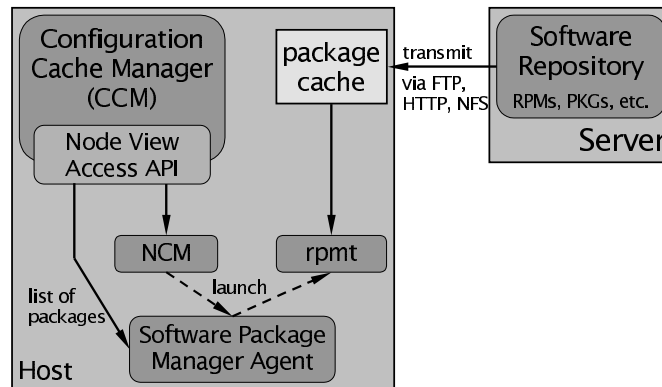 Configuration
Cache Manager
(CCM)
Node View
Access API
package
cache
transmit
via FTP,
HTTP, NFS
Software
Repository
RPMs, PKGs, etc.
Server
NCM
rpmt
launch
list of
packages
Software Package
Manager Agent
Host